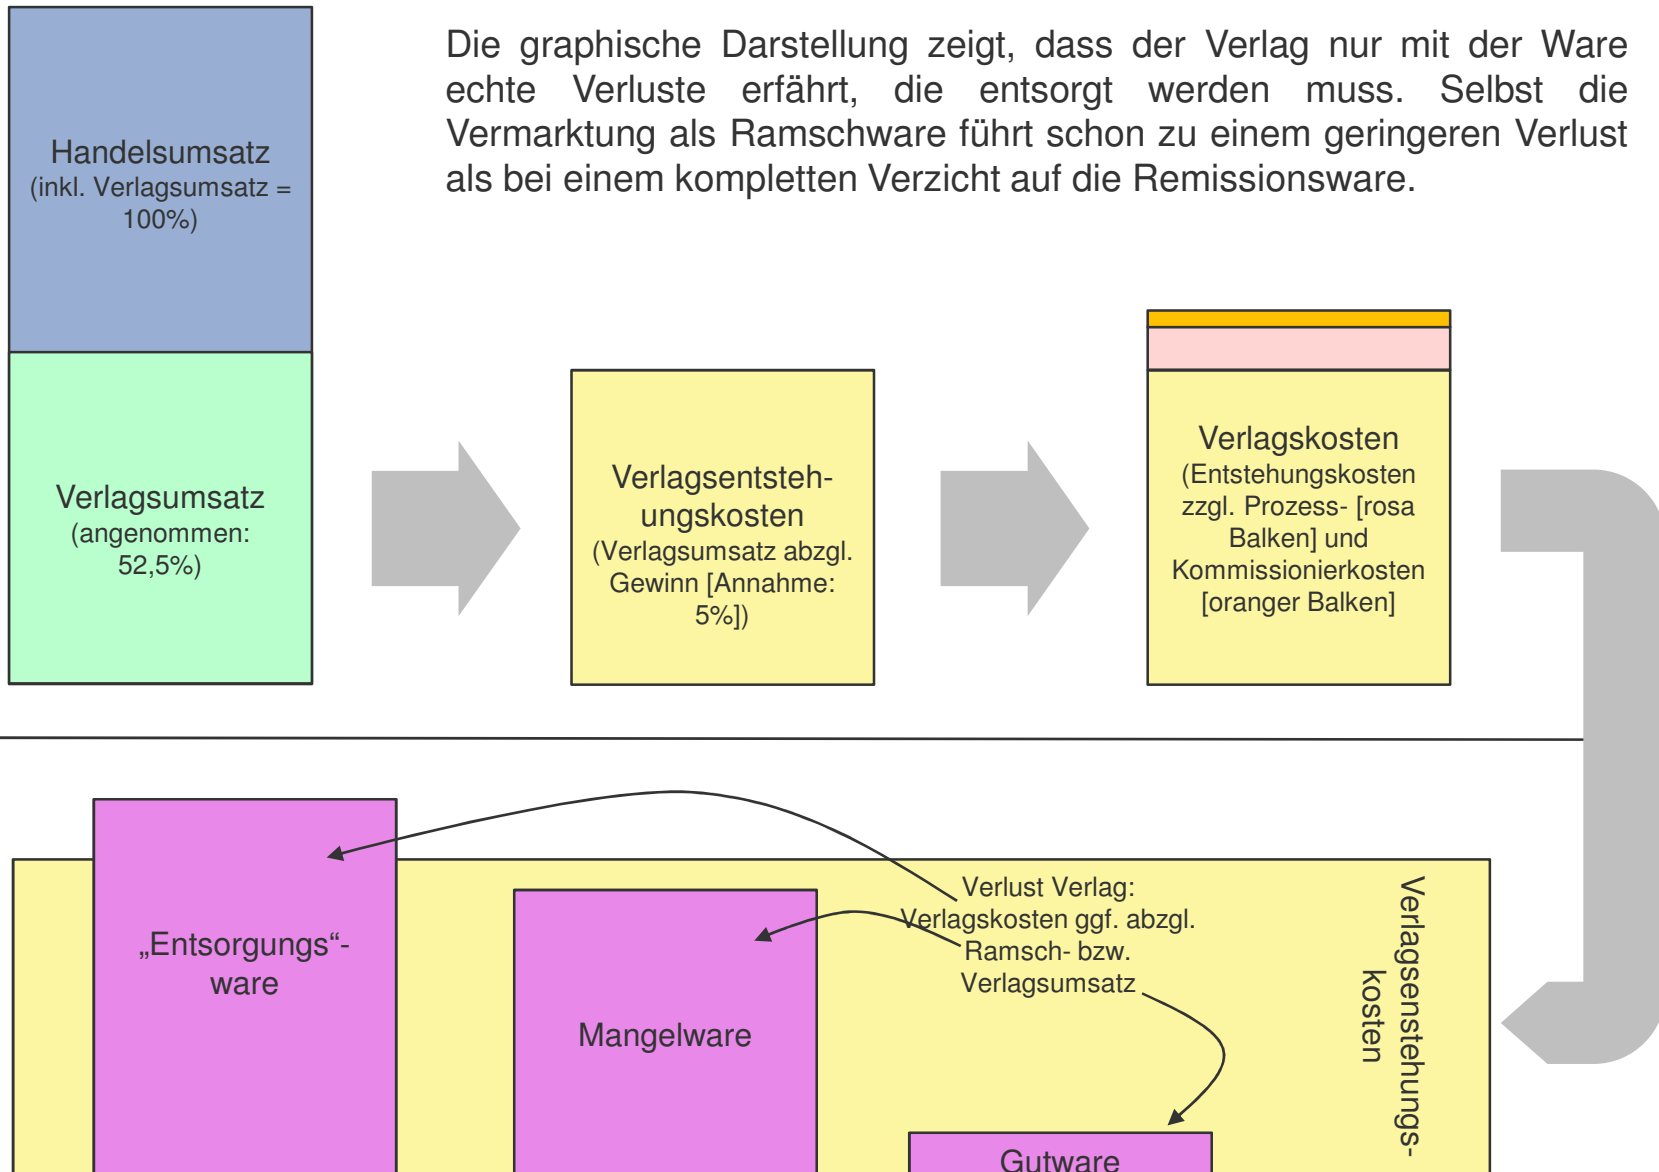 Die graphische Darstellung zeigt, dass der Verlag nur mit der Ware
echte Verluste erfährt, die entsorgt werden muss. Selbst die
Vermarktung als Ramschware führt schon zu einem geringeren Verlust
als bei einem kompletten Verzicht auf die Remissionsware.
Handelsumsatz
(inkl. Verlagsumsatz =
100%)
Verlagsumsatz
(angenommen:
52,5%)
Verlagsentsteh-
ungskosten
(Verlagsumsatz abzgl.
Gewinn [Annahme:
5%])
Verlagskosten
(Entstehungskosten
zzgl. Prozess- [rosa
Balken] und
Kommissionierkosten
[oranger Balken]
„Entsorgungs“-
ware
Mangelware
Verlust Verlag:
Verlagskosten ggf. abzgl.
Ramsch- bzw.
Verlagsumsatz
Gutware
Verlagsenstehungs-
kosten